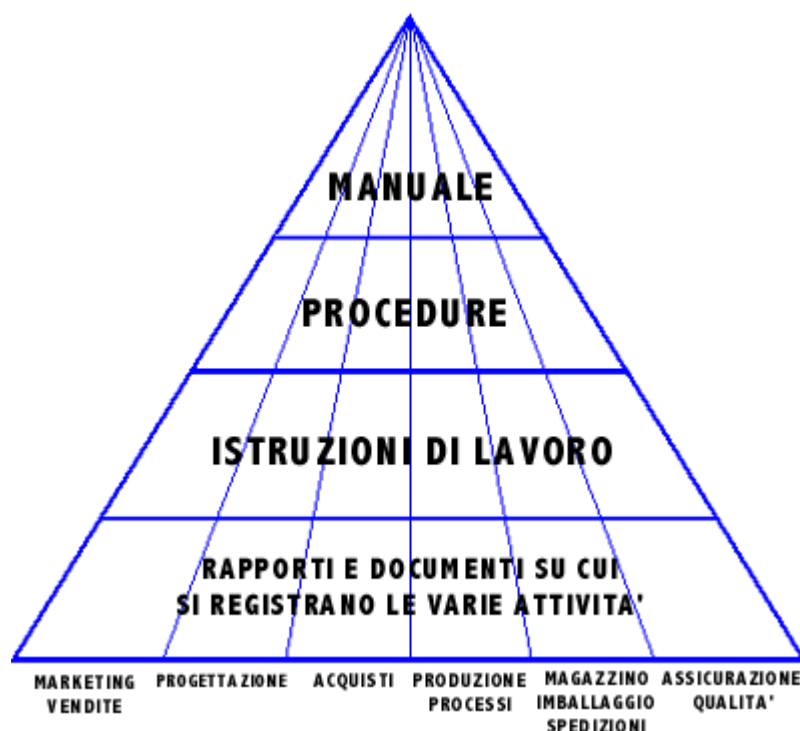 MANUALE
PROCEDURE
ISTRUZIONI DI LAVORO
RAPPORTI E DOCUMENTI SU CUI
SI REGISTRANO LE VARIE ATTIVITA'
MARKETING
VENDITE
PROGETTAZIONE
ACQUISTI
PRODUZIONE
PROCESSI
MAGAZZINO
IMBALLAGGIO
SPEDIZIONI
ASSICURAZIONE
QUALITA'